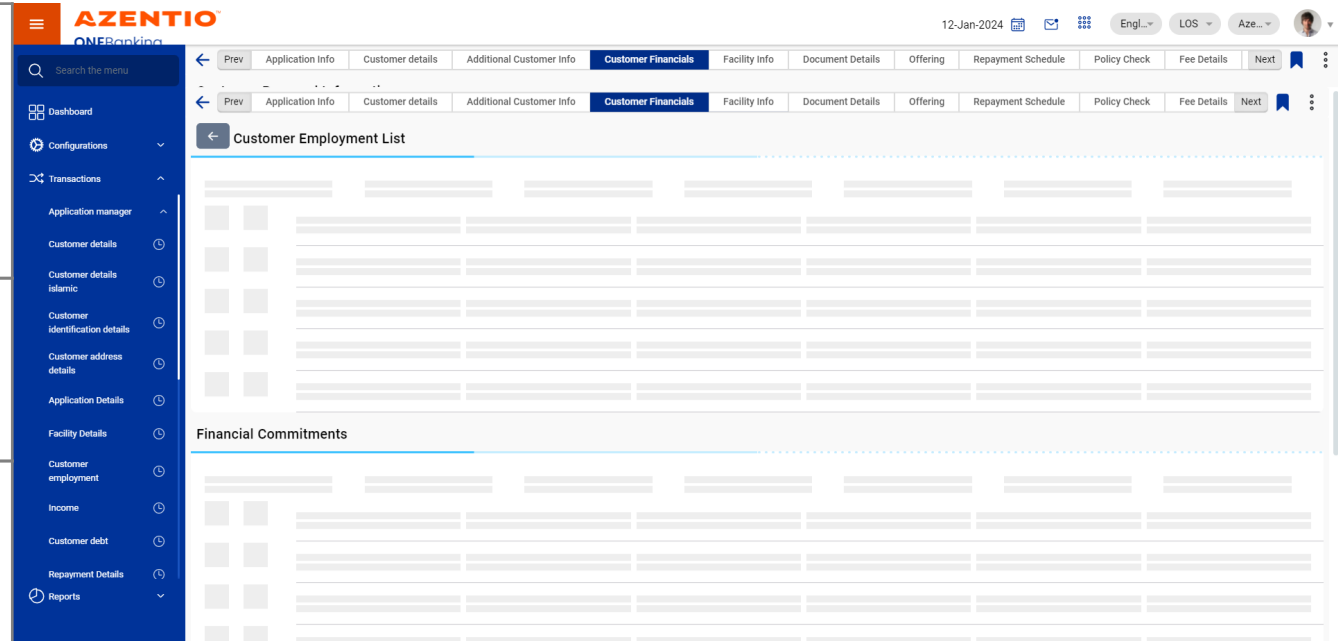 AZENTIO
ONEBanking
12-Jan-2024
Engl...
LOS
Aze...
Search the menu
Dashboard
Configurations
Transactions
Application manager
Customer details
Customer details
islamic
Customer
identification details
Customer address
details
Application Details
Facility Details
Customer
employment
Income
Customer debt
Repayment Details
Reports
Prev Application Info Customer details Additional Customer Info Customer Financials Facility Info Document Details Offering Repayment Schedule Policy Check Fee Details Next
Prev Application Info Customer details Additional Customer Info Customer Financials Facility Info Document Details Offering Repayment Schedule Policy Check Fee Details Next
Customer Employment List
Financial Commitments